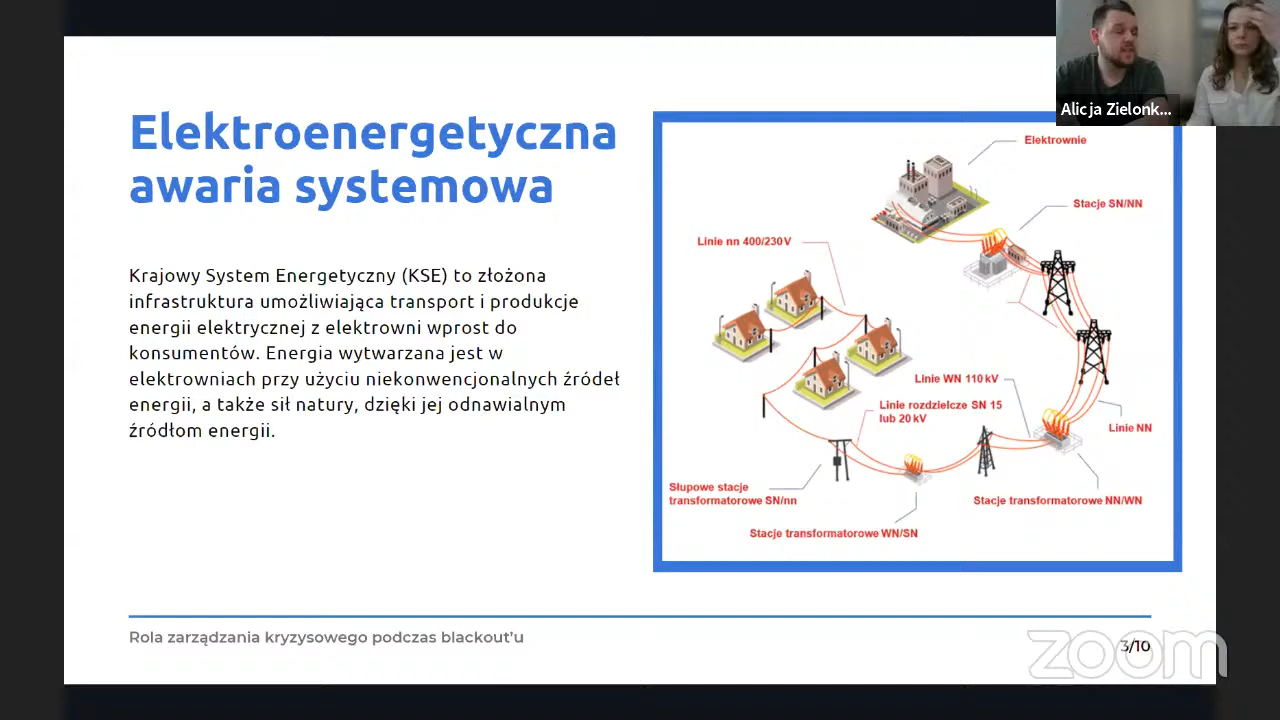 Alicja Zielonk...
Elektroenergetyczna
awaria systemowa
Krajowy System Energetyczny (KSE) to złożona
infrastruktura umożliwiająca transport i produkcje
energii elektrycznej z elektrowni wprost do
konsumentów. Energia wytwarzana jest w
elektrowniach przy użyciu niekonwencjonalnych źródeł
energii, a także sił natury, dzięki jej odnawialnym
źródłom energii.
Elektrownie
Stacje SN/NN
Linie nn 400/230V
Linie WN 110 kV
Linie rozdzielcze SN 15
lub 20 kV
Linie NN
Słupowe stacje
transformatorowe SN/nn
Stacje transformatorowe NN/WN
Stacje transformatorowe WN/SN
Rola zarządzania kryzysowego podczas blackout'u
3/10
zoom